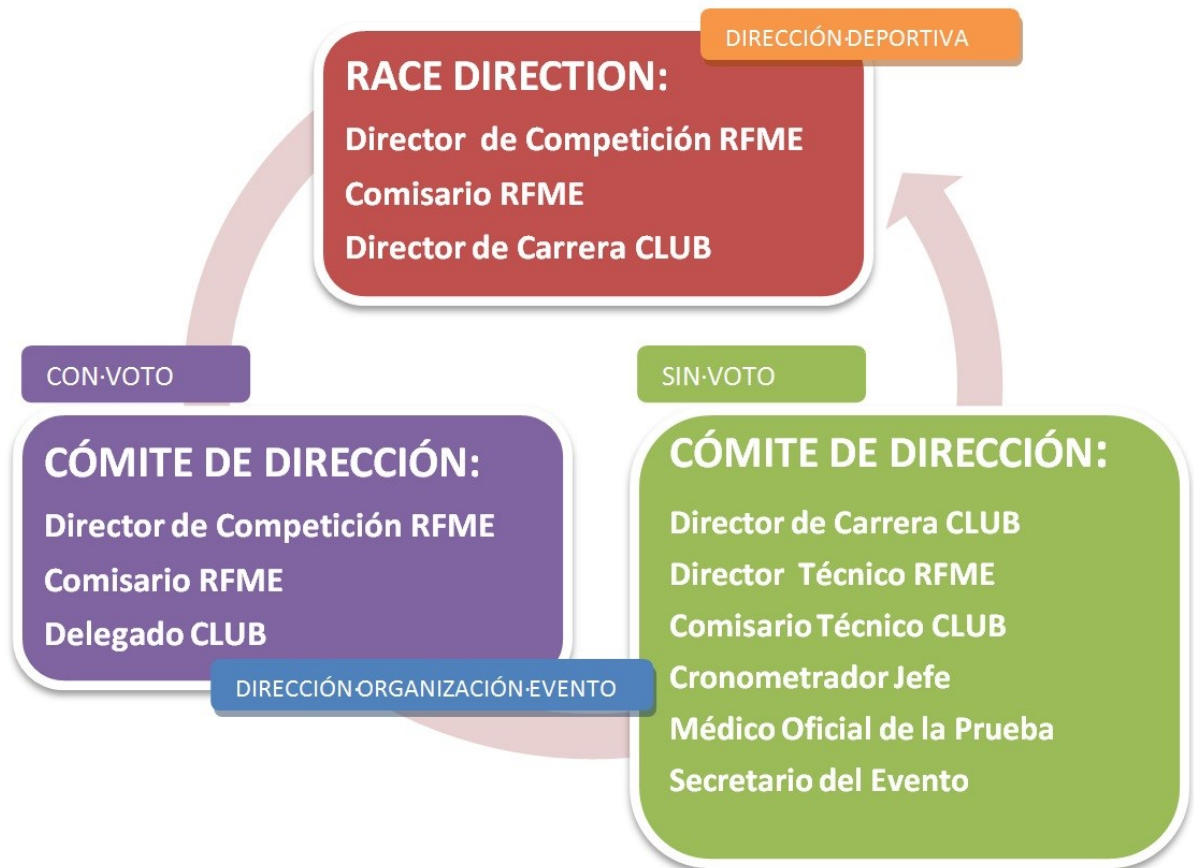 DIRECCIÓN·DEPORTIVA
RACE DIRECTION:
Director de Competición RFME
Comisario RFME
Director de Carrera CLUB
CON·VOTO
CÓMITE DE DIRECCIÓN:
Director de Competición RFME
Comisario RFME
Delegado CLUB
DIRECCIÓN·ORGANIZACIÓN·EVENTO
SIN·VOTO
CÓMITE DE DIRECCIÓN:
Director de Carrera CLUB
Director Técnico RFME
Comisario Técnico CLUB
Cronometrador Jefe
Médico Oficial de la Prueba
Secretario del Evento